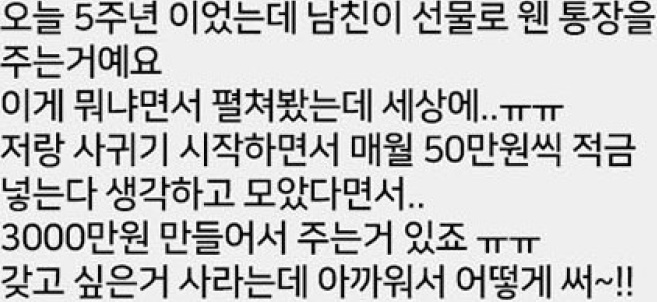 오늘 5주년 이었는데 남친이 선물로 웬 통장을
주는거예요
이게 뭐냐면서 펼쳐봤는데 세상에..ㅠㅠ
저랑 사귀기 시작하면서 매월 50만원씩 적금
넣는다 생각하고 모았다면서..
3000만원 만들어서 주는거 있죠 ㅠㅠ
갖고 싶은거 사라는데 아까워서 어떻게 써~!!